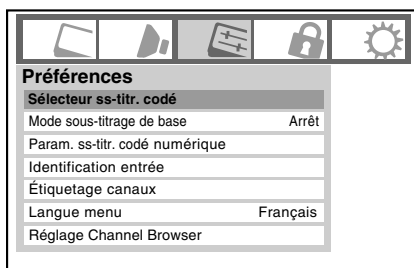 Préférences
Sélecteur ss-titr. codé
Mode sous-titrage de base Arrêt
Param. ss-titr. codé numérique
Identification entrée
Étiquetage canaux
Langue menu Français
Réglage Channel Browser